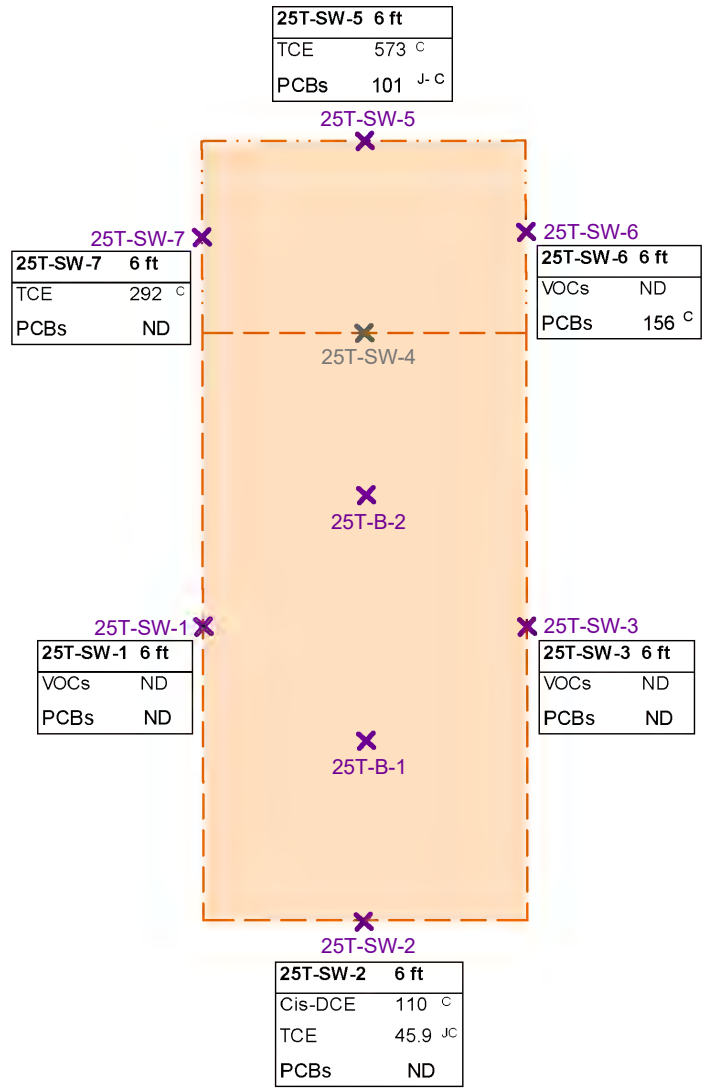 25T-SW-5 6 ft
TCE 573 C
PCBs 101 J- C
25T-SW-5
25T-SW-7
25T-SW-7 6 ft
TCE 292 C
PCBs ND
25T-SW-6
25T-SW-6 6 ft
VOCs ND
PCBs 156 C
25T-SW-4
25T-B-2
25T-SW-1
25T-SW-1 6 ft
VOCs ND
PCBs ND
25T-SW-3
25T-SW-3 6 ft
VOCs ND
PCBs ND
25T-B-1
25T-SW-2
25T-SW-2 6 ft
Cis-DCE 110 C
TCE 45.9 JC
PCBs ND